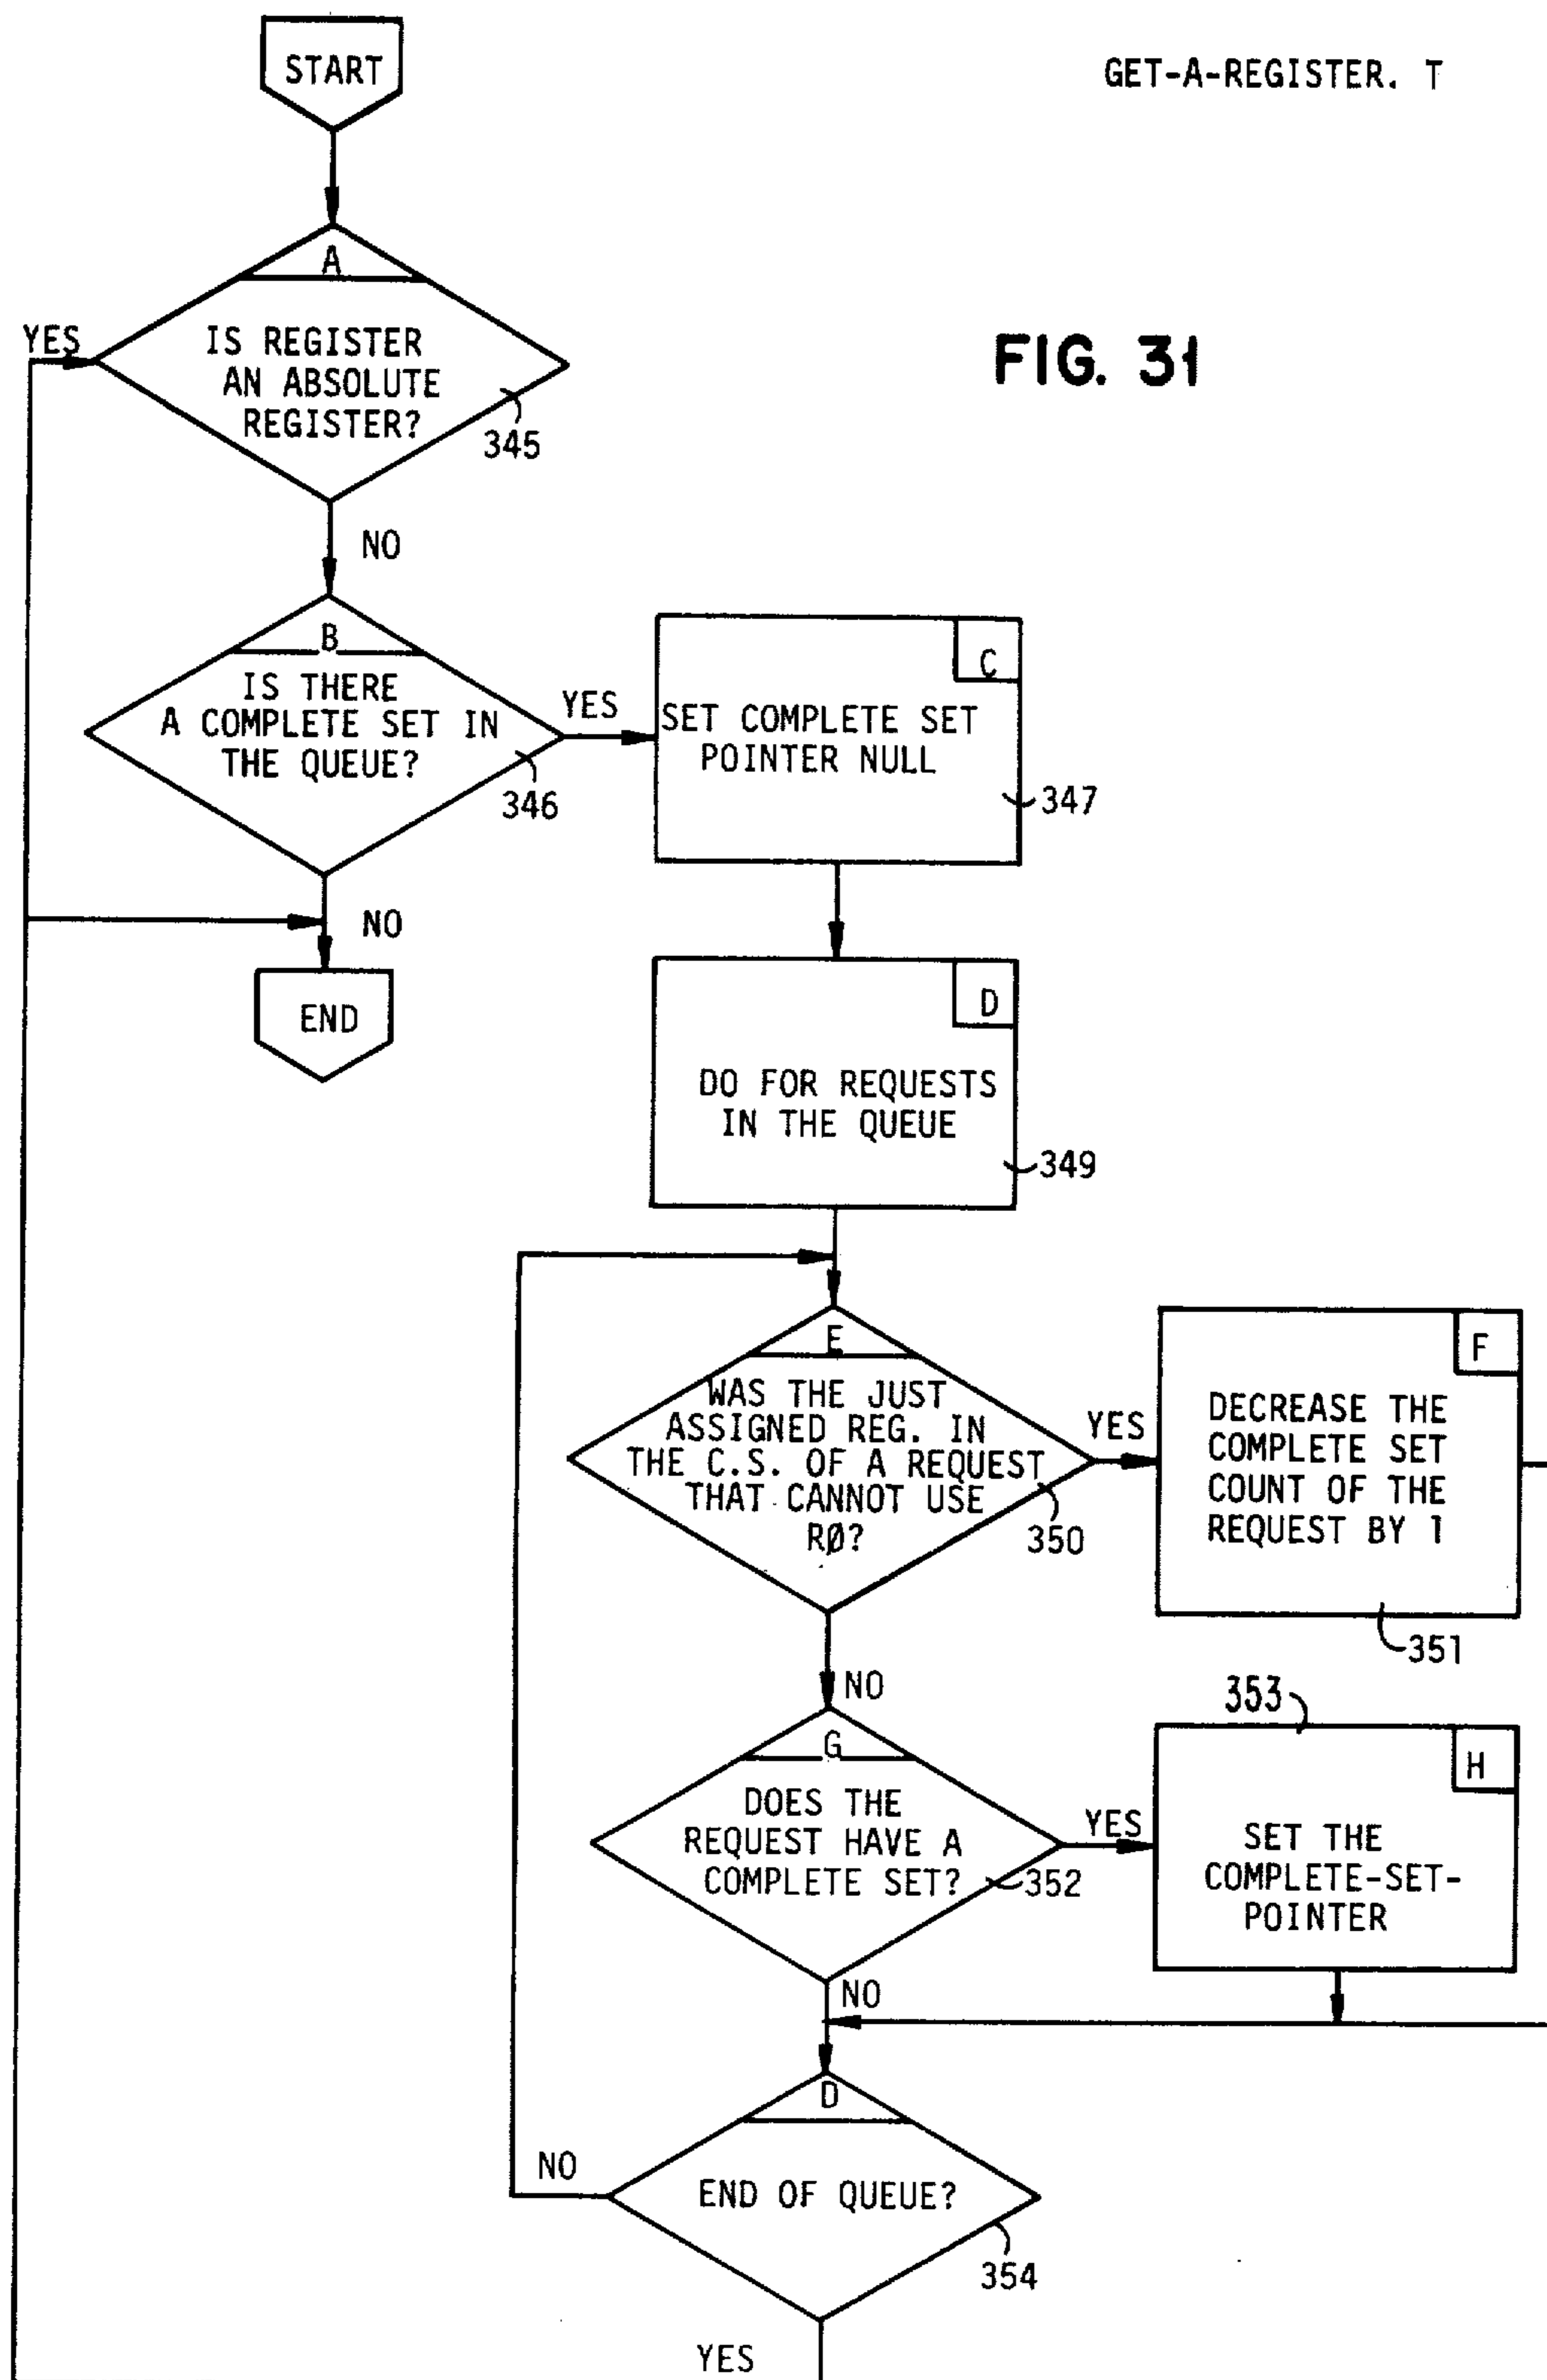 START
GET-A-REGISTER. T
A
YES
IS REGISTER
AN ABSOLUTE
REGISTER?
345
FIG. 31
NO
B
IS THERE
A COMPLETE SET IN
THE QUEUE?
346
YES
C
SET COMPLETE SET
POINTER NULL
347
NO
END
D
DO FOR REQUESTS
IN THE QUEUE
349
E
WAS THE JUST
ASSIGNED REG. IN
THE C.S. OF A REQUEST
THAT CANNOT USE
RØ?
350
YES
F
DECREASE THE
COMPLETE SET
COUNT OF THE
REQUEST BY 1
351
NO
G
DOES THE
REQUEST HAVE A
COMPLETE SET?
352
YES
353
H
SET THE
COMPLETE-SET-
POINTER
NO
D
NO
END OF QUEUE?
354
YES